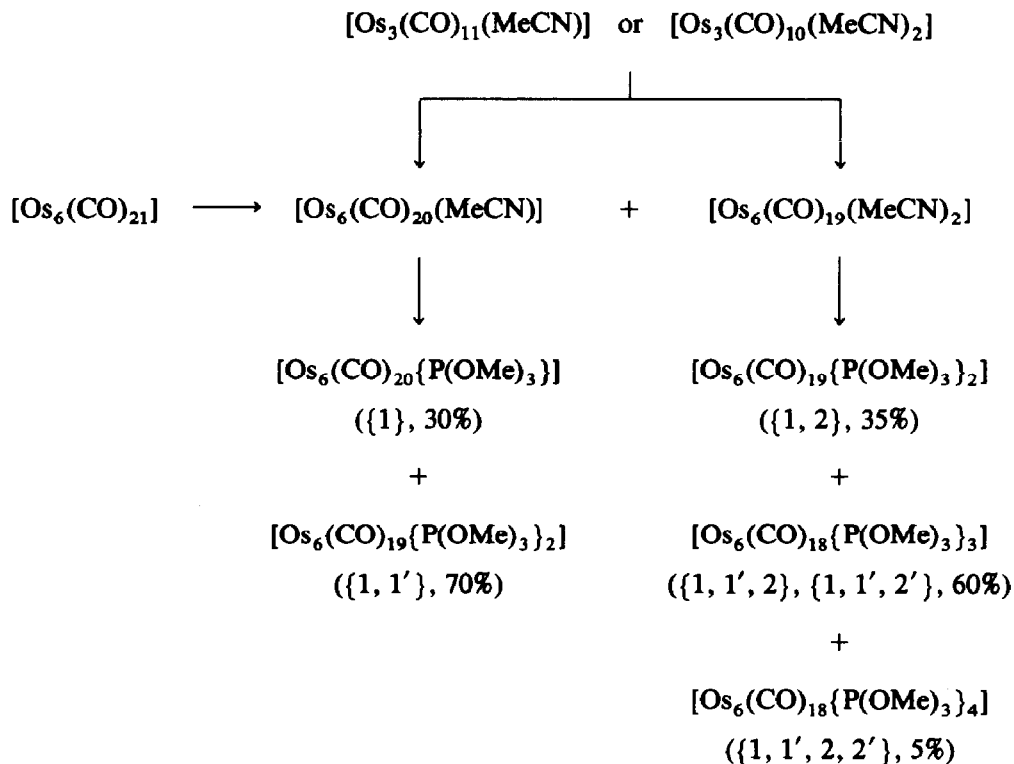 [Os₃(CO)₁₁(MeCN)] or [Os₃(CO)₁₀(MeCN)₂]
[Os₆(CO)₂₁] ⟶ [Os₆(CO)₂₀(MeCN)] + [Os₆(CO)₁₉(MeCN)₂]
[Os₆(CO)₂₀{P(OMe)₃}] [Os₆(CO)₁₉{P(OMe)₃}₂]
({1}, 30%) ({1, 2}, 35%)
+ +
[Os₆(CO)₁₉{P(OMe)₃}₂] [Os₆(CO)₁₈{P(OMe)₃}₃]
({1, 1′}, 70%) ({1, 1′, 2}, {1, 1′, 2′}, 60%)
+
[Os₆(CO)₁₈{P(OMe)₃}₄]
({1, 1′, 2, 2′}, 5%)